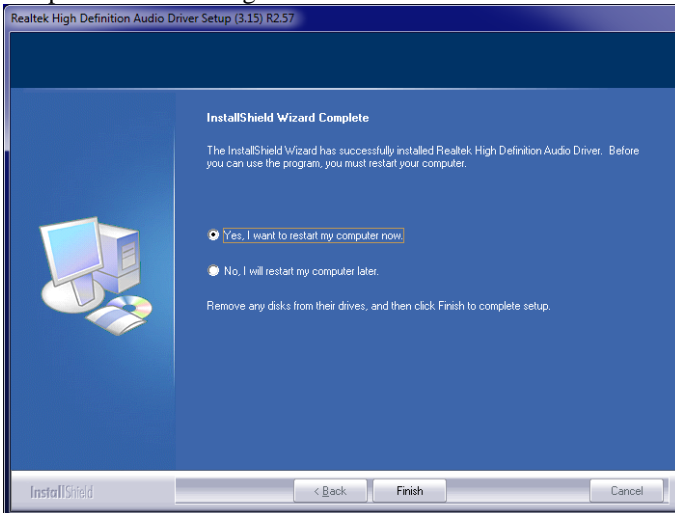 Realtek High Definition Audio Driver Setup (3.15) R2.57
InstallShield Wizard Complete
The InstallShield Wizard has successfully installed Realtek High Definition Audio Driver. Before
you can use the program, you must restart your computer.
Yes, I want to restart my computer now.
No, I will restart my computer later.
Remove any disks from their drives, and then click Finish to complete setup.
InstallShield
< Back
Finish
Cancel